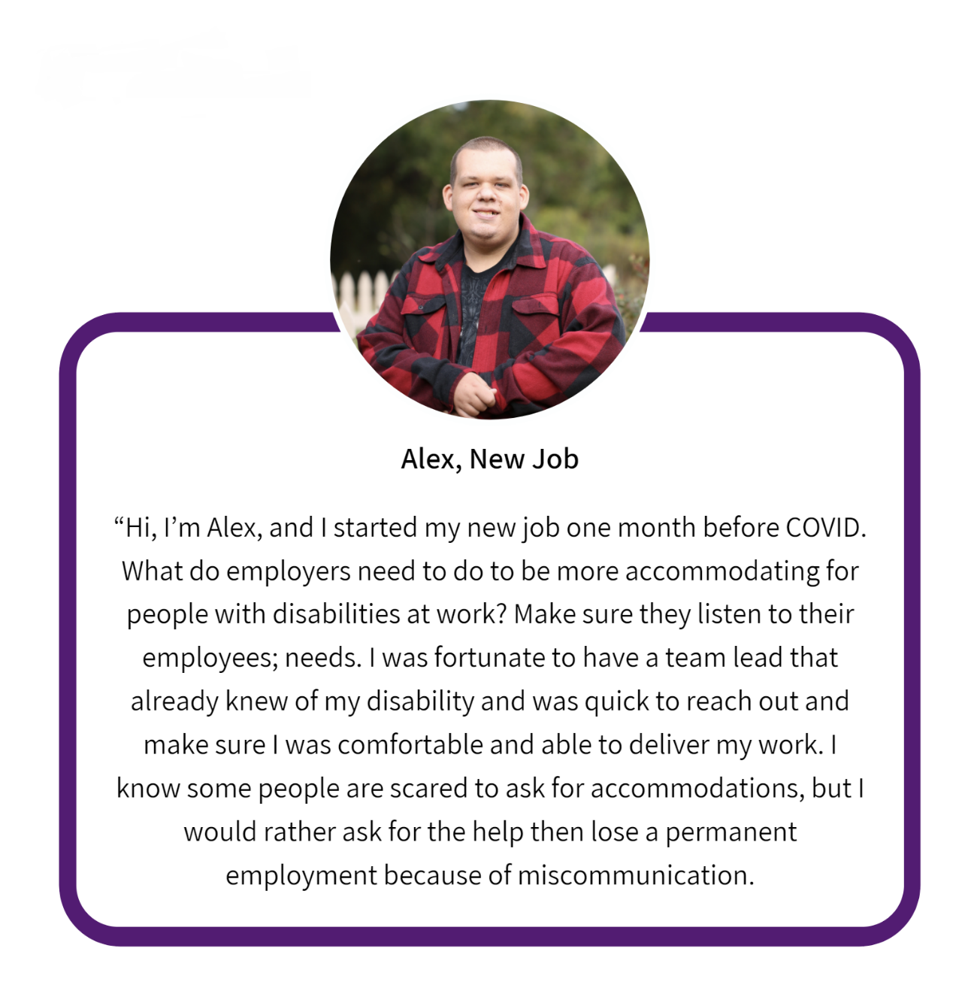 Alex, New Job
“Hi, I’m Alex, and I started my new job one month before COVID.
What do employers need to do to be more accommodating for
people with disabilities at work? Make sure they listen to their
employees; needs. I was fortunate to have a team lead that
already knew of my disability and was quick to reach out and
make sure I was comfortable and able to deliver my work. I
know some people are scared to ask for accommodations, but I
would rather ask for the help then lose a permanent
employment because of miscommunication.